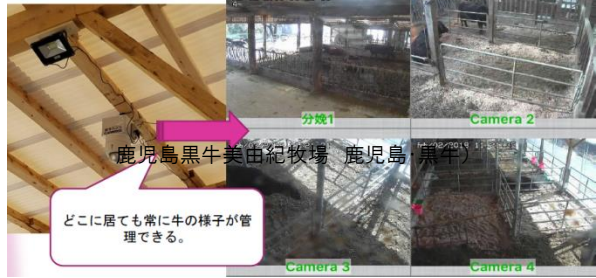 分娩1
Camera 2
鹿児島黒牛美由紀牧場 鹿児島・黒牛）
どこに居ても常に牛の様子が管
理できる。
Camera 3
Camera 4